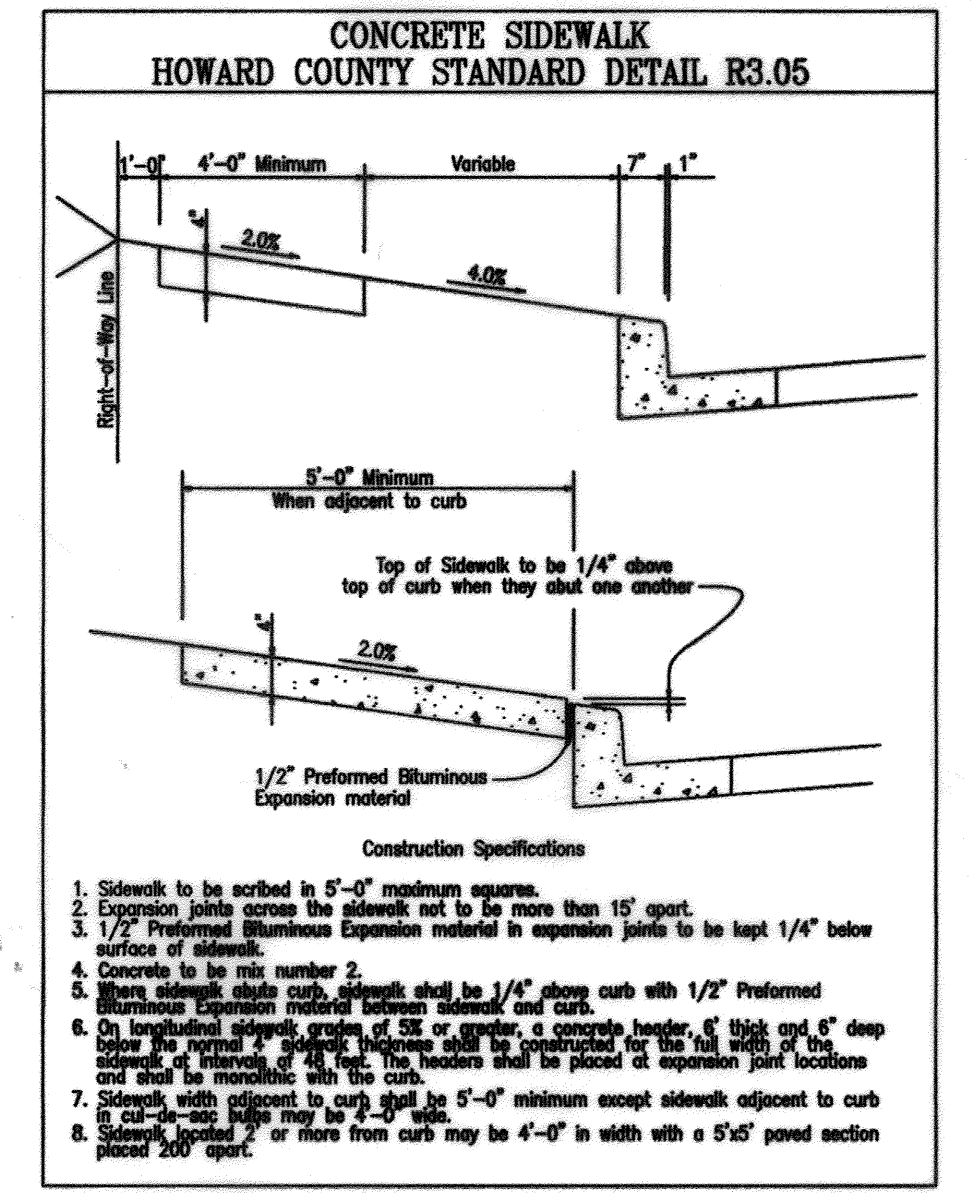 CONCRETE SIDEWALK
HOWARD COUNTY STANDARD DETAIL R3.05
1'-0" 4'-0" Minimum Variable 7" 1"
4"
2.0%
4.0%
Right-of-Way Line
5'-0" Minimum
When adjacent to curb
Top of Sidewalk to be 1/4" above
top of curb when they abut one another
4"
2.0%
1/2" Preformed Bituminous
Expansion material
Construction Specifications
1. Sidewalk to be scribed in 5'-0" maximum squares.
2. Expansion joints across the sidewalk not to be more than 15' apart.
3. 1/2" Preformed Bituminous Expansion material in expansion joints to be kept 1/4" below
surface of sidewalk.
4. Concrete to be mix number 2.
5. Where sidewalk abuts curb, sidewalk shall be 1/4" above curb with 1/2" Preformed
Bituminous Expansion material between sidewalk and curb.
6. On longitudinal sidewalk grades of 5% or greater, a concrete header, 6' thick and 6" deep
below the normal 4" sidewalk thickness shall be constructed for the full width of the
sidewalk at intervals of 48 feet. The headers shall be placed at expansion joint locations
and shall be monolithic with the curb.
7. Sidewalk width adjacent to curb shall be 5'-0" minimum except sidewalk adjacent to curb
in cul-de-sac bulbs may be 4'-0" wide.
8. Sidewalk located 2' or more from curb may be 4'-0" in width with a 5'x5' paved section
placed 200' apart.